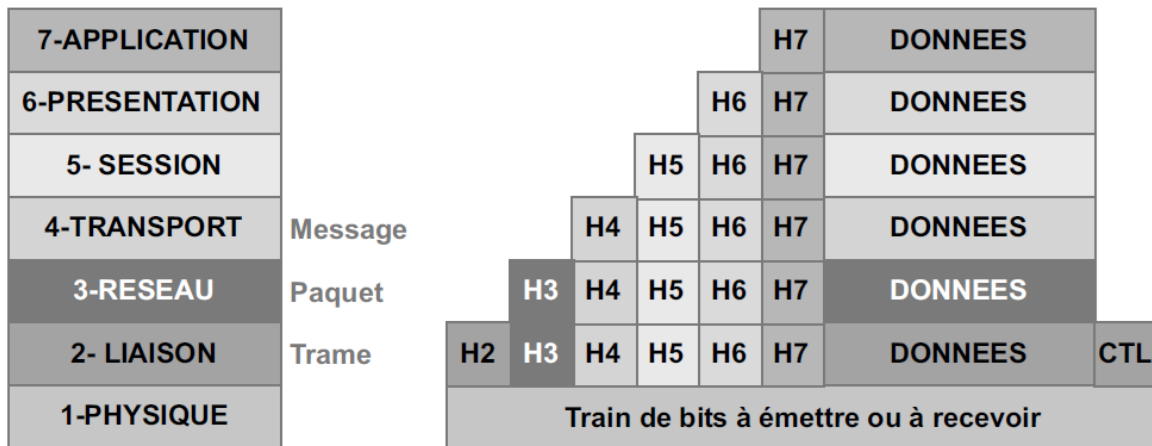 7-APPLICATION H7 DONNEES
6-PRESENTATION H6 H7 DONNEES
5- SESSION H5 H6 H7 DONNEES
4-TRANSPORT Message H4 H5 H6 H7 DONNEES
3-RESEAU Paquet H3 H4 H5 H6 H7 DONNEES
2- LIAISON Trame H2 H3 H4 H5 H6 H7 DONNEES CTL
1-PHYSIQUE Train de bits à émettre ou à recevoir